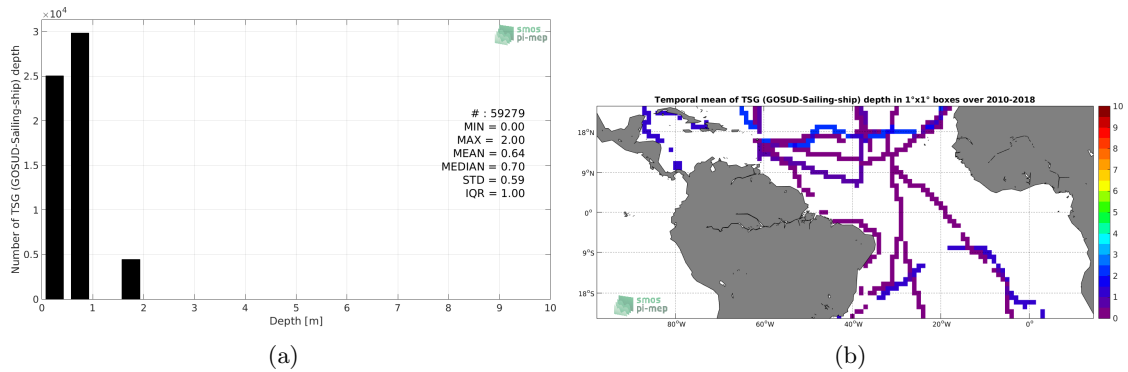 ×10⁴
3
2.5
2
1.5
1
0.5
0
Number of TSG (GOSUD-Sailing-ship) depth
0 1 2 3 4 5 6 7 8 9 10
Depth [m]
smos
pi-mep
# : 59279
MIN = 0.00
MAX = 2.00
MEAN = 0.64
MEDIAN = 0.70
STD = 0.59
IQR = 1.00
(a)
Temporal mean of TSG (GOSUD-Sailing-ship) depth in 1°x1° boxes over 2010-2018
18°N
9°N
0°
9°S
18°S
80°W 60°W 40°W 20°W 0°
smos
pi-mep
10
9
8
7
6
5
4
3
2
1
0
(b)